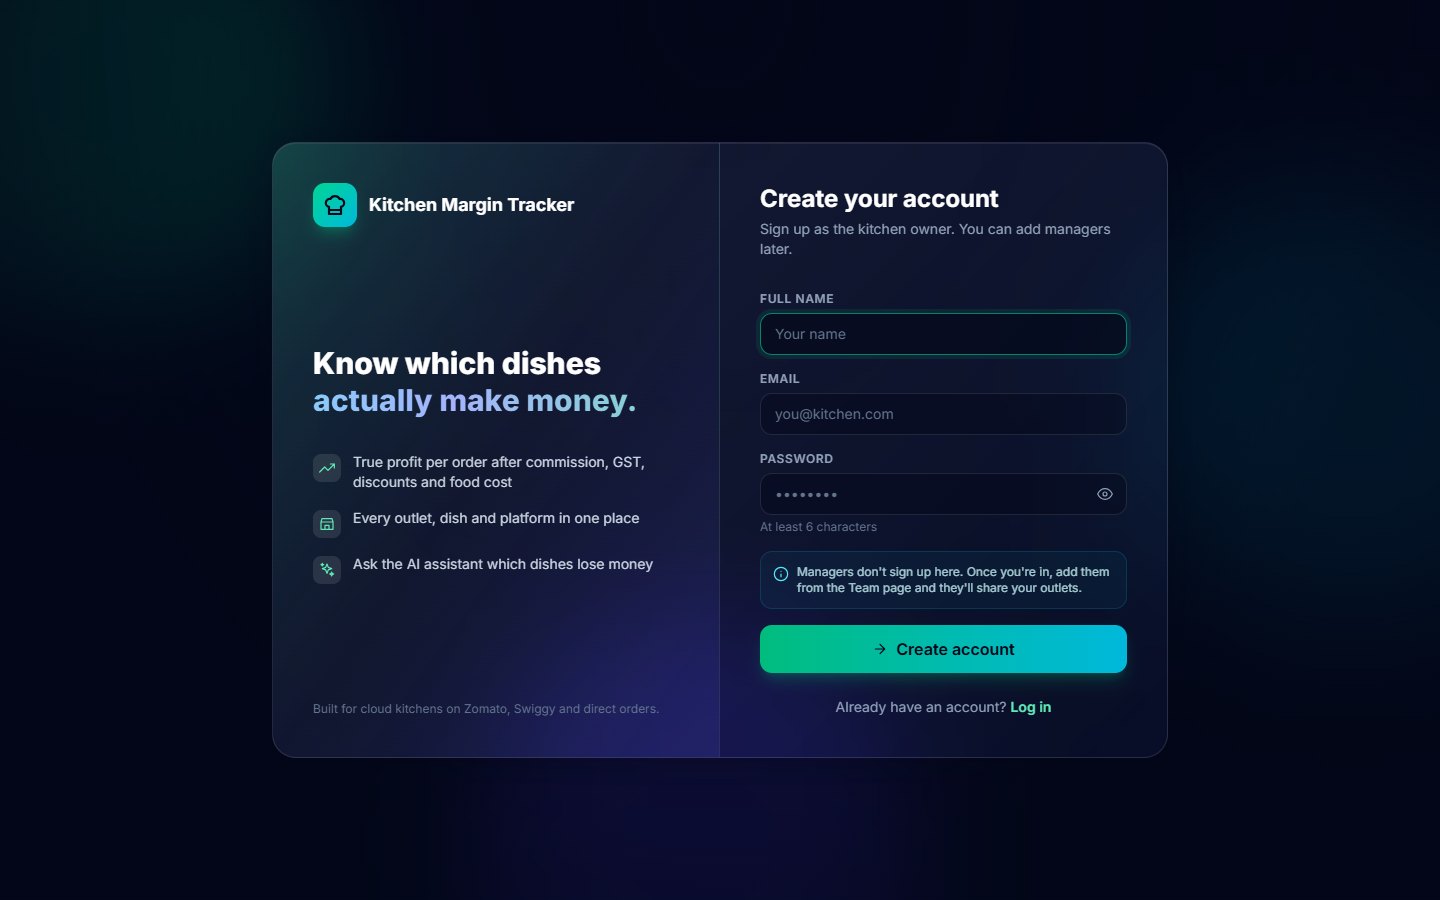 Kitchen Margin Tracker
Know which dishes
actually make money.
True profit per order after commission, GST,
discounts and food cost
Every outlet, dish and platform in one place
Ask the AI assistant which dishes lose money
Built for cloud kitchens on Zomato, Swiggy and direct orders.
Create your account
Sign up as the kitchen owner. You can add managers
later.
FULL NAME
Your name
EMAIL
you@kitchen.com
PASSWORD
••••••••
At least 6 characters
Managers don't sign up here. Once you're in, add them
from the Team page and they'll share your outlets.
Create account
Already have an account? Log in